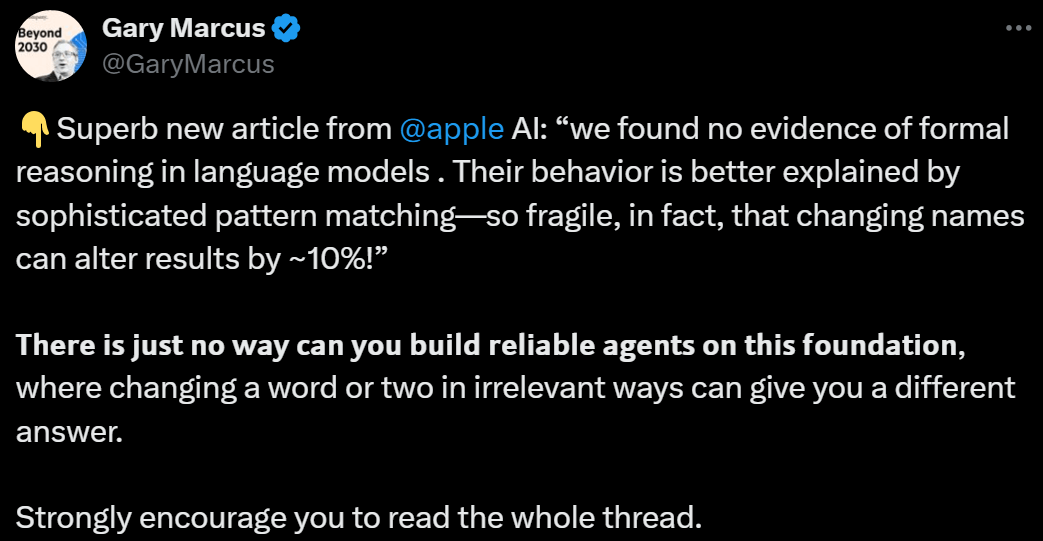 Beyond
2030
Gary Marcus
@GaryMarcus
👇Superb new article from @apple AI: “we found no evidence of formal
reasoning in language models . Their behavior is better explained by
sophisticated pattern matching—so fragile, in fact, that changing names
can alter results by ~10%!”
There is just no way can you build reliable agents on this foundation,
where changing a word or two in irrelevant ways can give you a different
answer.
Strongly encourage you to read the whole thread.